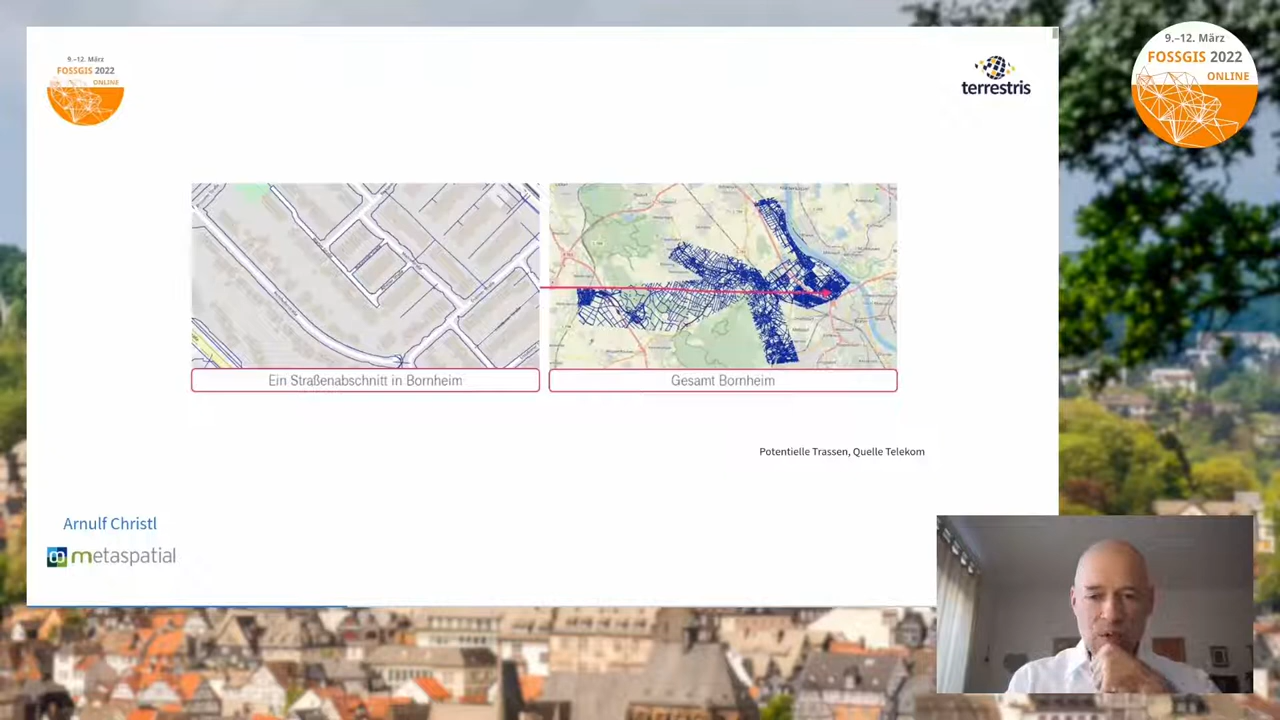 9.–12. März
FOSSGIS 2022
ONLINE
terrestris
9.–12. März
FOSSGIS 2022
ONLINE
Ein Straßenabschnitt in Bornheim
Gesamt Bornheim
Potentielle Trassen, Quelle Telekom
Arnulf Christl
metaspatial